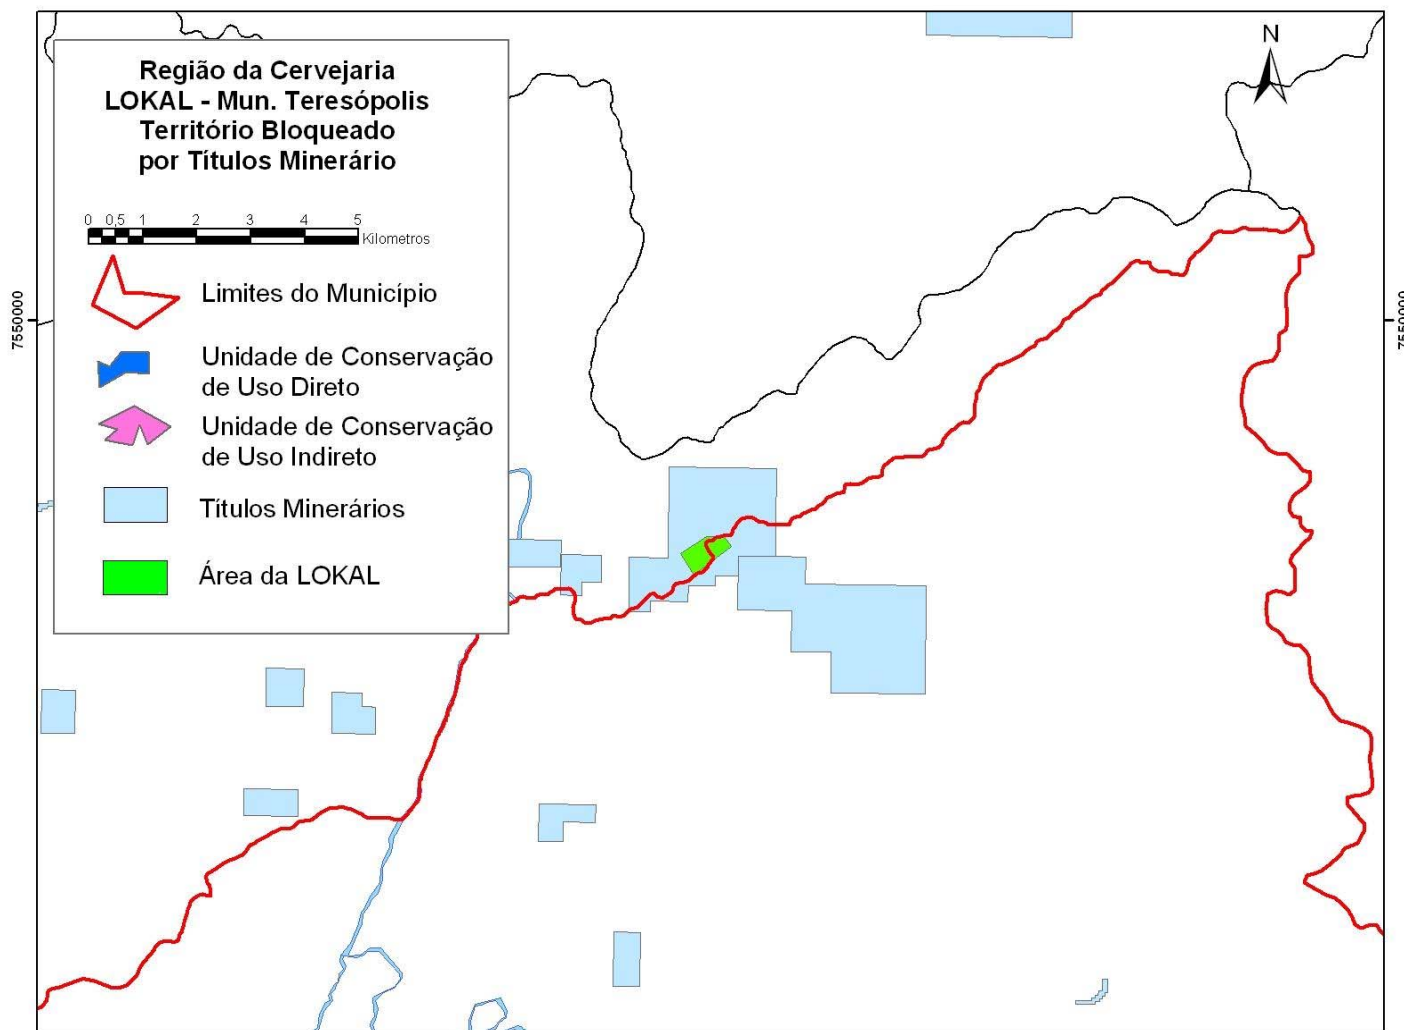 Região da Cervejaria
LOKAL - Mun. Teresópolis
Território Bloqueado
por Títulos Minerário
0 0,5 1 2 3 4 5
Kilometros
Limites do Município
Unidade de Conservação
de Uso Direto
Unidade de Conservação
de Uso Indireto
Títulos Minerários
Área da LOKAL
N
7550000
7550000